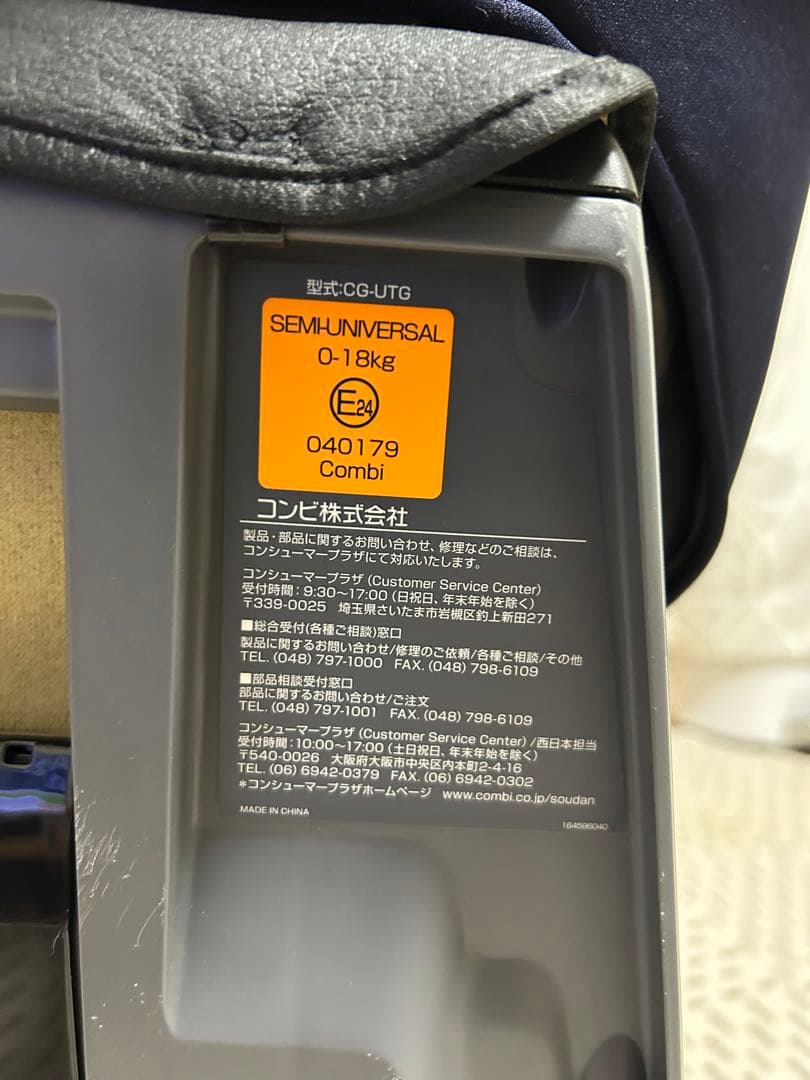 型式:CG-UTG
SEMI-UNIVERSAL
0-18kg
E24
040179
Combi
コンビ株式会社
製品・部品に関するお問い合わせ、修理などのご相談は、
コンシューマープラザにて対応いたします。
コンシューマープラザ (Customer Service Center)
受付時間：9:30～17:00 (日祝日、年末年始を除く)
〒339-0025 埼玉県さいたま市岩槻区釣上新田271
■総合受付(各種ご相談)窓口
製品に関するお問い合わせ/修理のご依頼/各種ご相談/その他
TEL. (048) 797-1000 FAX. (048) 798-6109
■部品相談受付窓口
部品に関するお問い合わせ/ご注文
TEL. (048) 797-1001 FAX. (048) 798-6109
コンシューマープラザ (Customer Service Center) /西日本担当
受付時間：10:00～17:00 (土日祝日、年末年始を除く)
〒540-0026 大阪府大阪市中央区内本町2-4-16
TEL. (06) 6942-0379 FAX. (06) 6942-0302
＊コンシューマープラザホームページ www.combi.co.jp/soudan
MADE IN CHINA
164596040